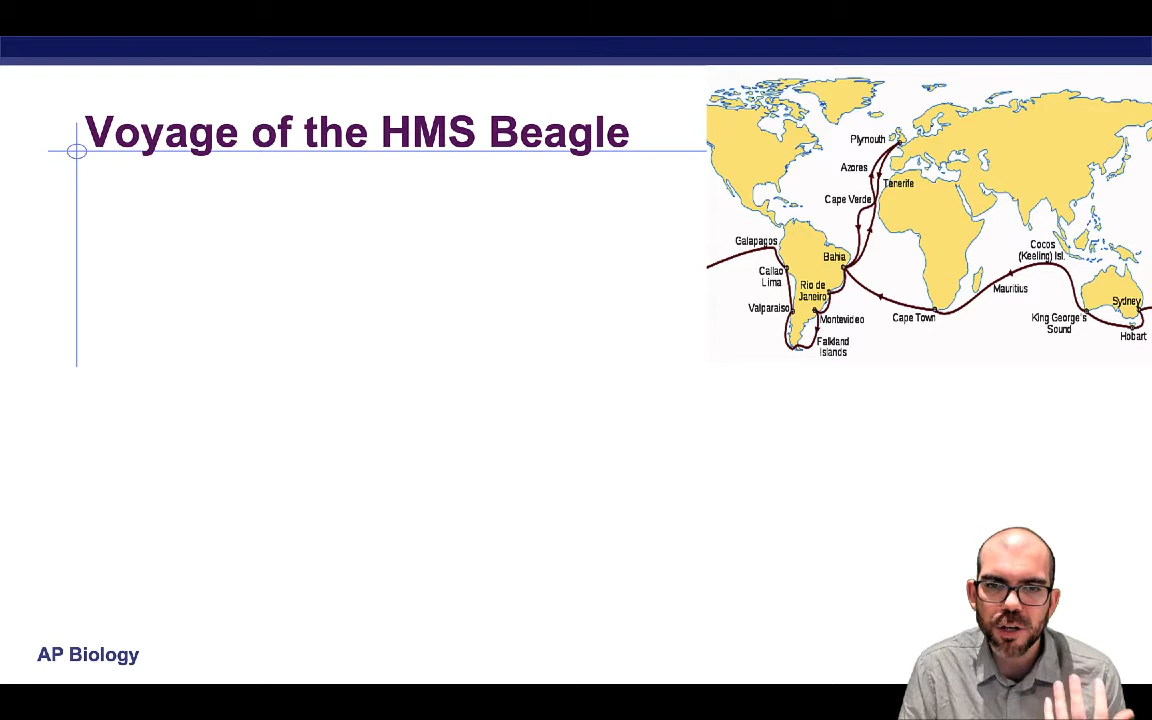 Voyage of the HMS Beagle
Plymouth
Azores
Tenerife
Cape Verde
Galapagos
Callao
Lima
Bahia
Rio de
Janeiro
Valparaiso
Montevideo
Falkland
Islands
Cape Town
Mauritius
Cocos
(Keeling) Isl.
King George's
Sound
Sydney
Hobart
AP Biology